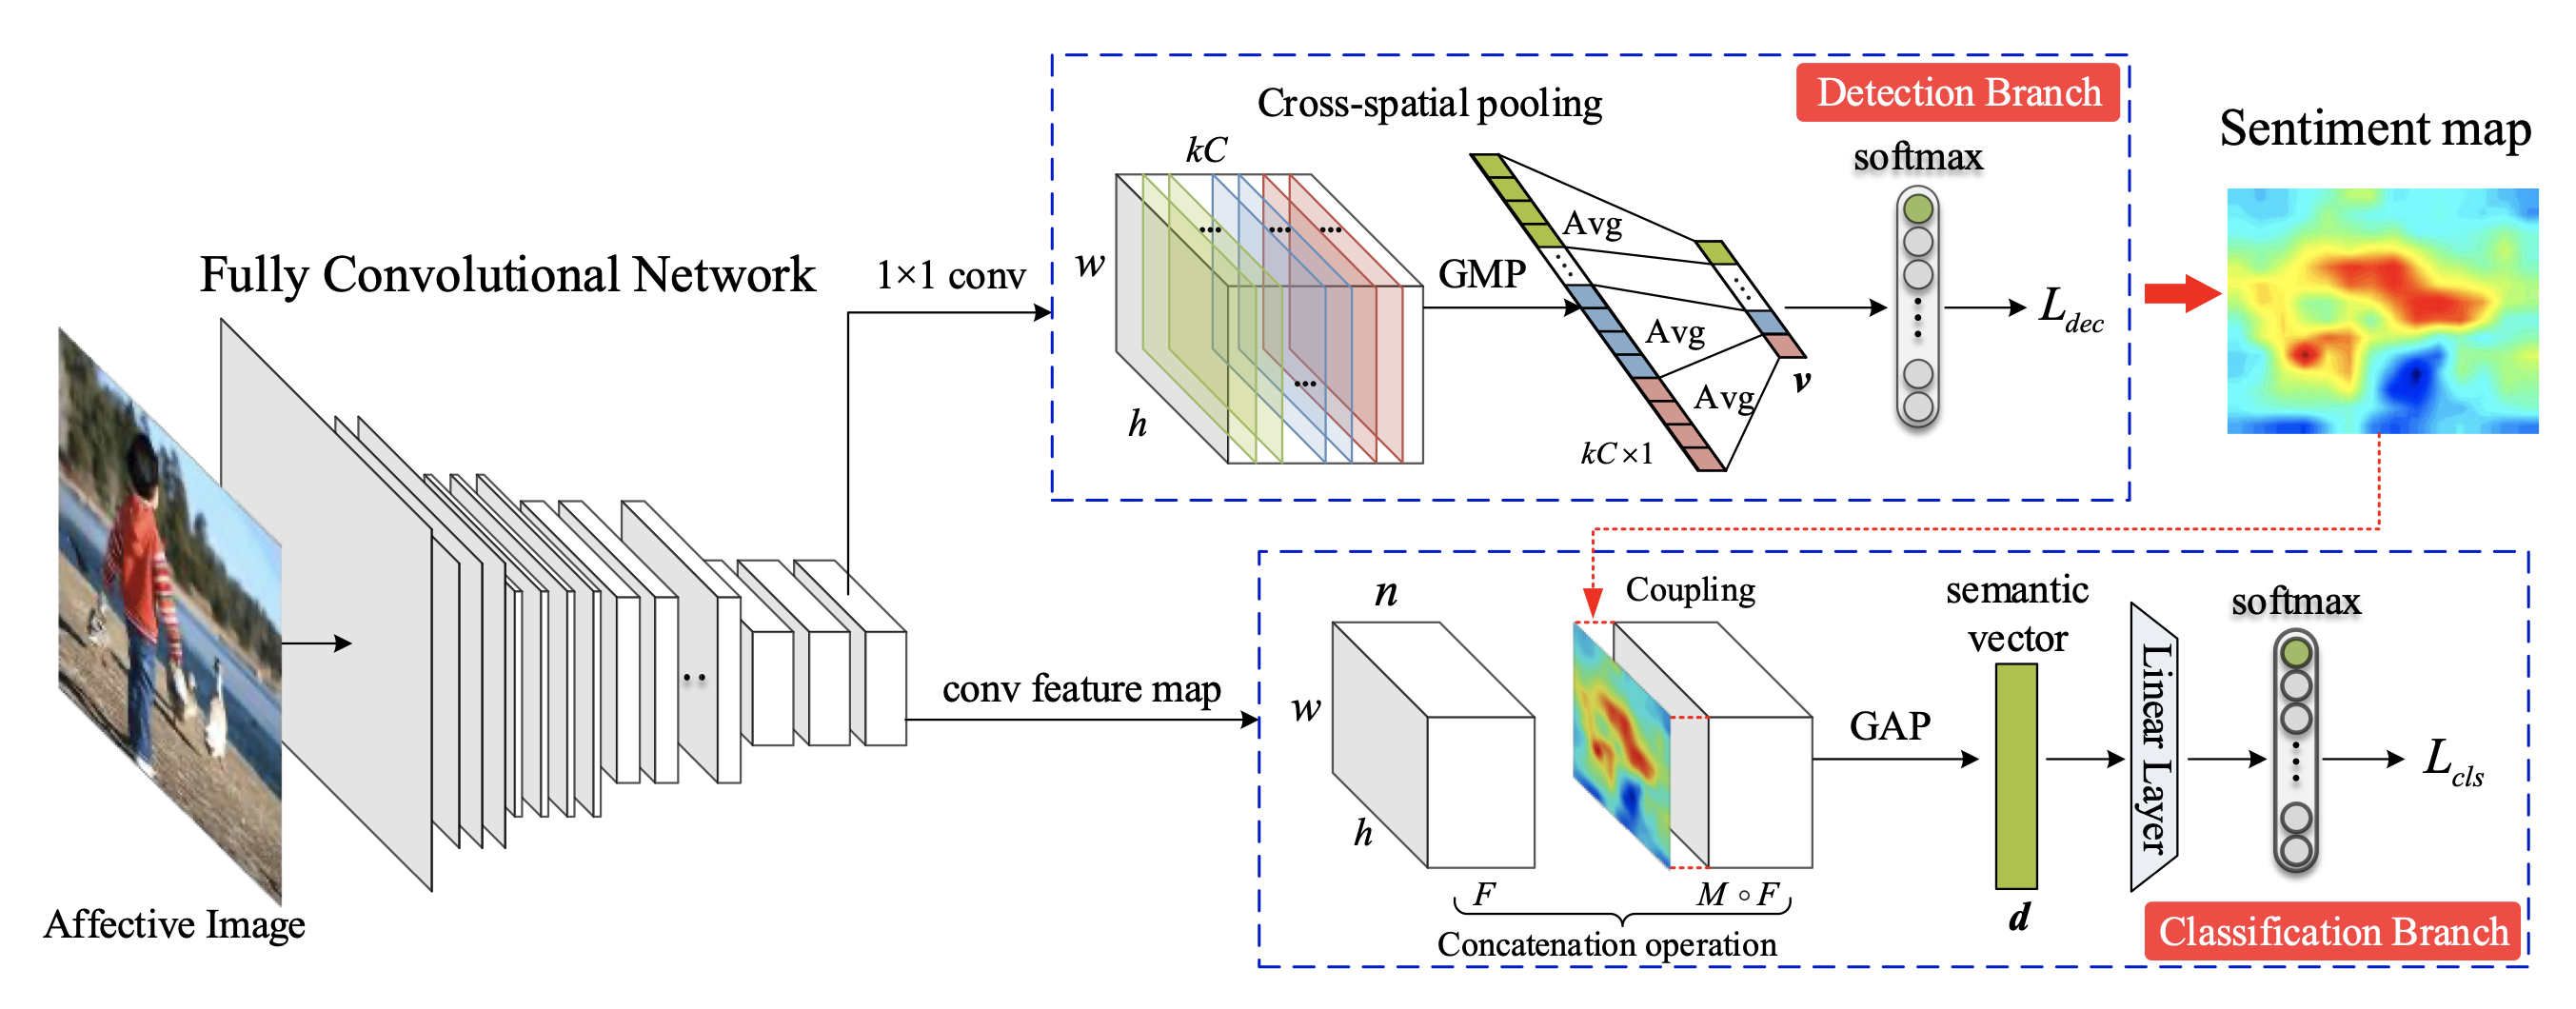 Fully Convolutional Network
Affective Image
1×1 conv
conv feature map
Detection Branch
Cross-spatial pooling
kC
w
h
GMP
Avg
Avg
Avg
kC×1
v
softmax
L_dec
Sentiment map
n
w
h
F
Coupling
M ∘ F
Concatenation operation
GAP
semantic
vector
d
Linear Layer
softmax
L_cls
Classification Branch